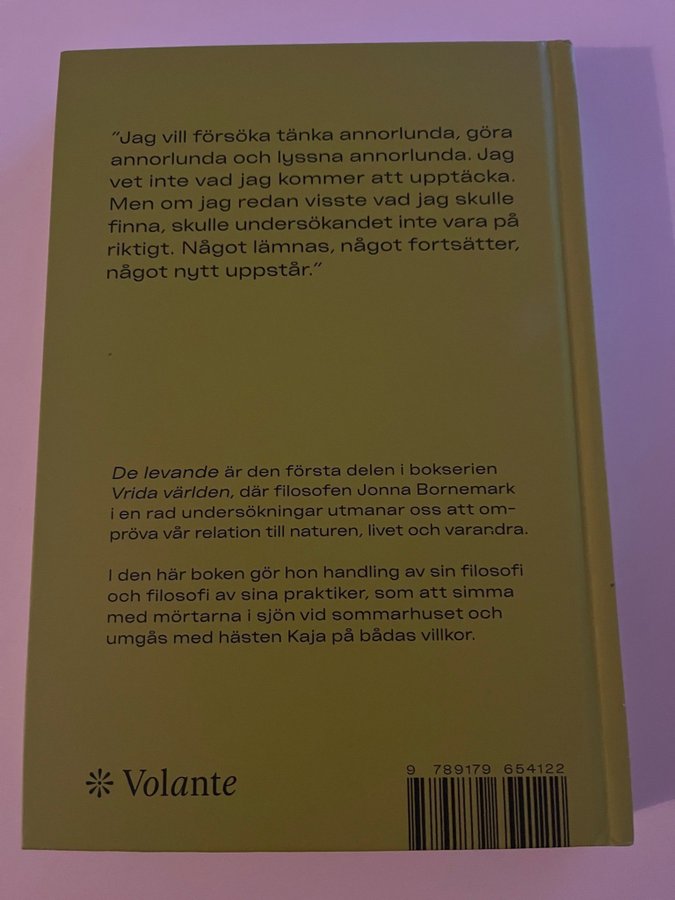 ”Jag vill försöka tänka annorlunda, göra
annorlunda och lyssna annorlunda. Jag
vet inte vad jag kommer att upptäcka.
Men om jag redan visste vad jag skulle
finna, skulle undersökandet inte vara på
riktigt. Något lämnas, något fortsätter,
något nytt uppstår.”
De levande är den första delen i bokserien
Vrida världen, där filosofen Jonna Bornemark
i en rad undersökningar utmanar oss att om-
pröva vår relation till naturen, livet och varandra.
I den här boken gör hon handling av sin filosofi
och filosofi av sina praktiker, som att simma
med mörtarna i sjön vid sommarhuset och
umgås med hästen Kaja på bådas villkor.
Volante
9 789179 654122